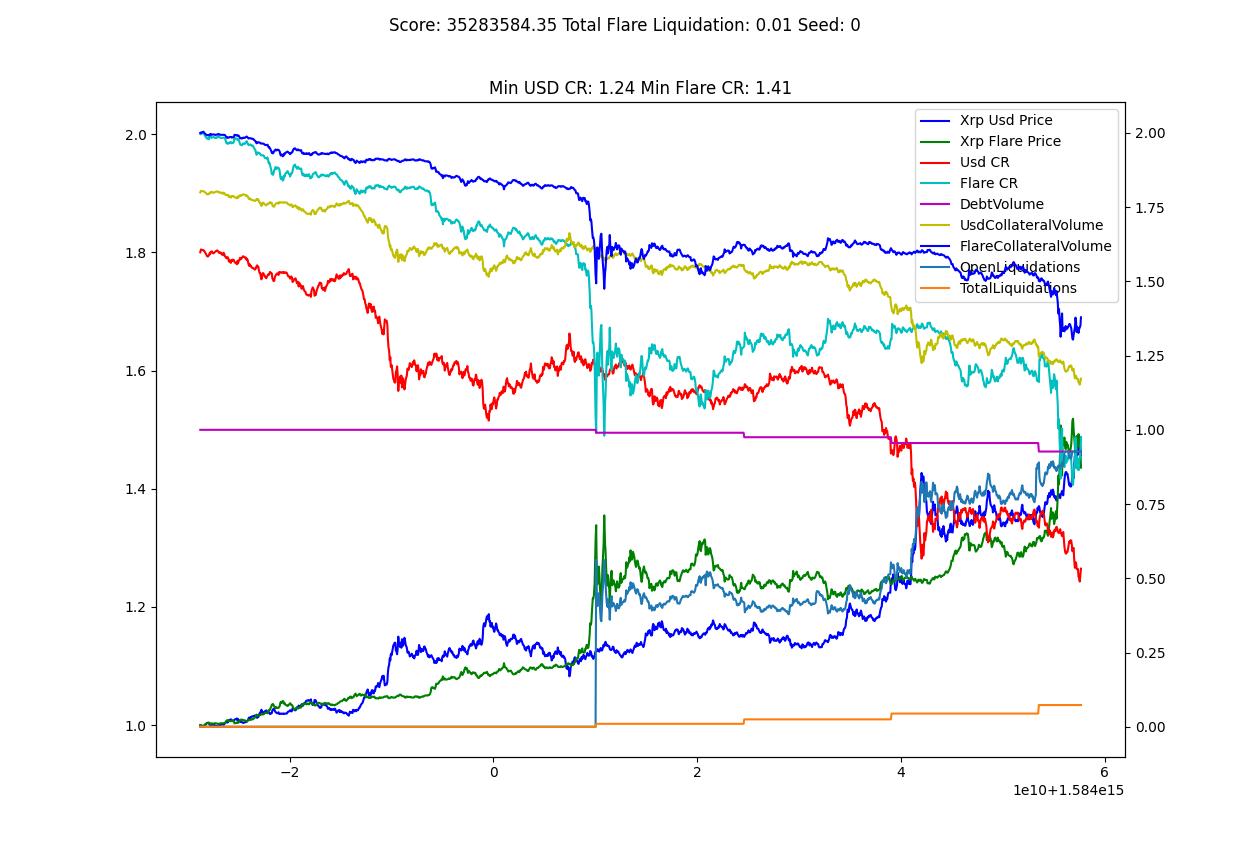 Score: 35283584.35 Total Flare Liquidation: 0.01 Seed: 0
Min USD CR: 1.24 Min Flare CR: 1.41
Xrp Usd Price
Xrp Flare Price
Usd CR
Flare CR
DebtVolume
UsdCollateralVolume
FlareCollateralVolume
OpenLiquidations
TotalLiquidations
2.0
1.8
1.6
1.4
1.2
1.0
2.00
1.75
1.50
1.25
1.00
0.75
0.50
0.25
0.00
−2
0
2
4
6
1e10+1.584e15